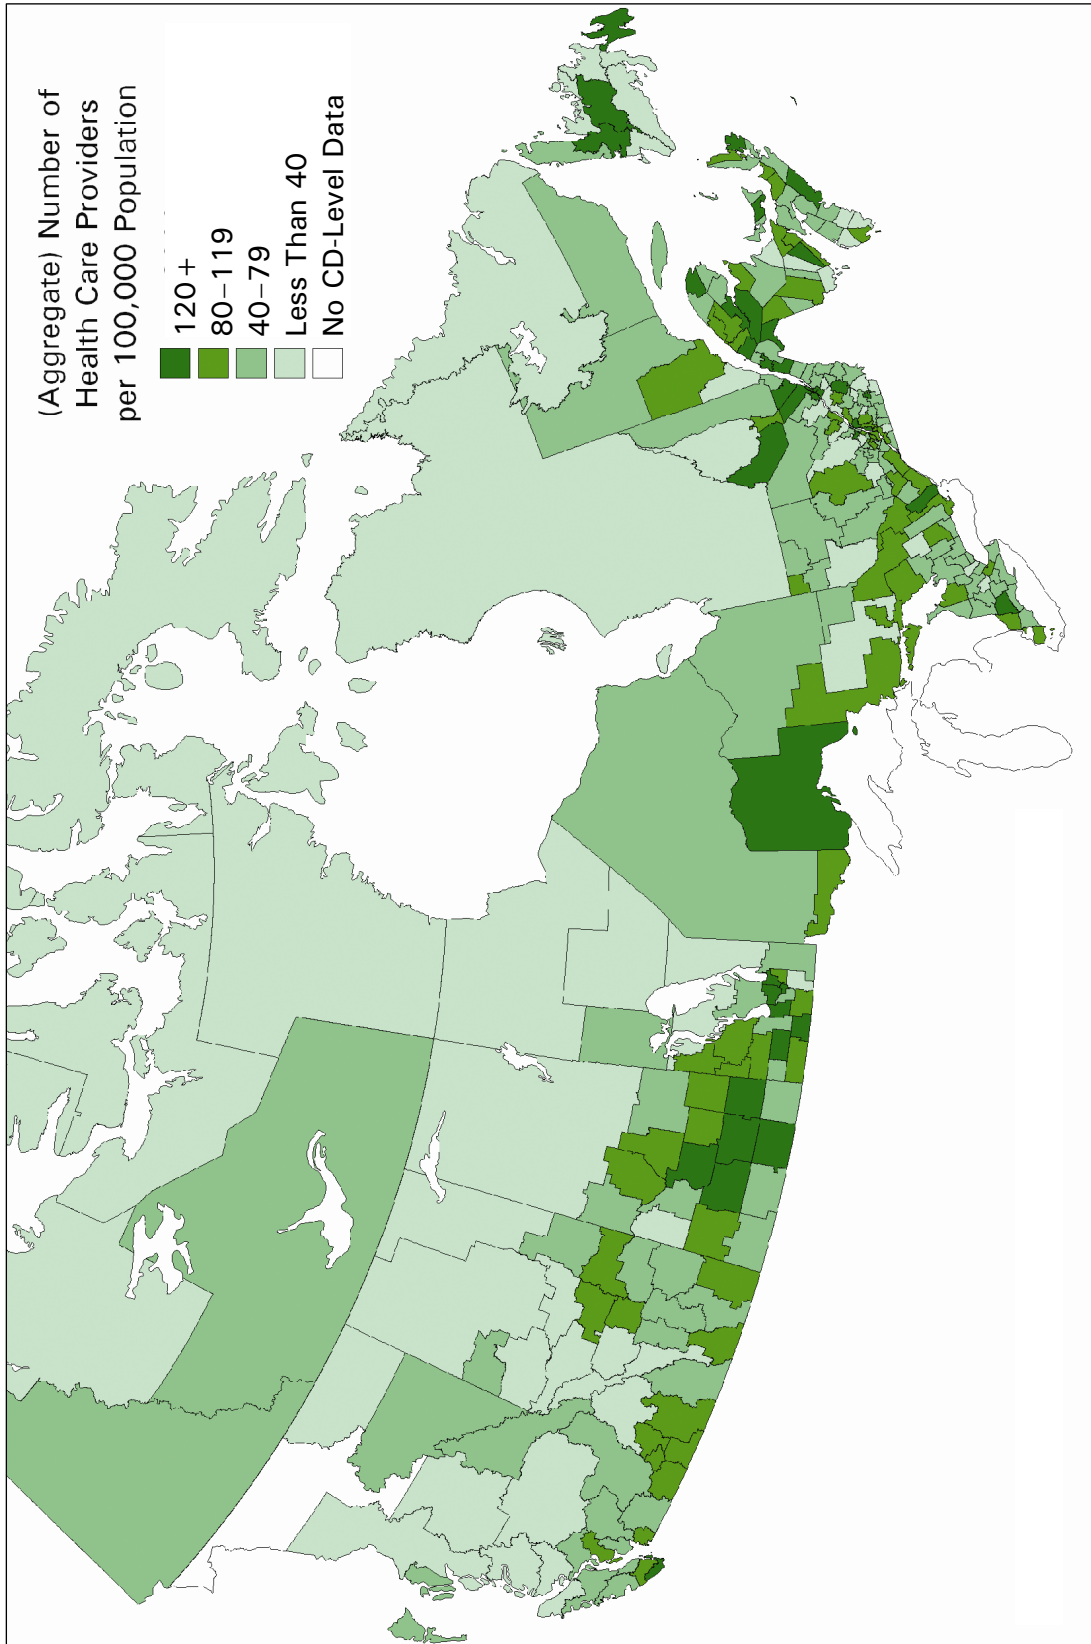 (Aggregate) Number of
Health Care Providers
per 100,000 Population
120+
80–119
40–79
Less Than 40
No CD-Level Data